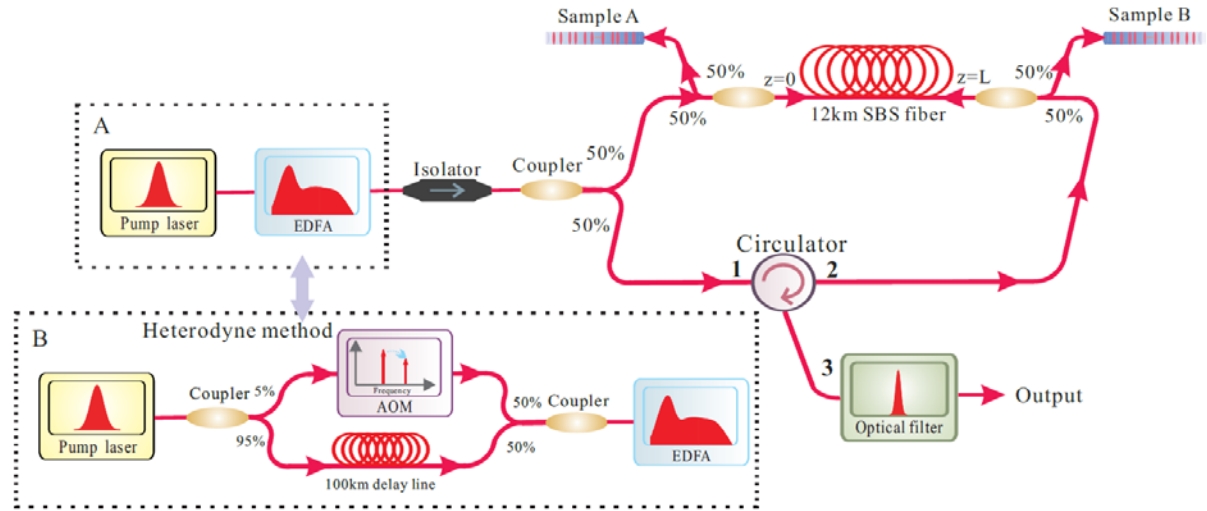 Sample A
Sample B
50%
z=0
z=L
50%
50%
12km SBS fiber
50%
A
50%
Isolator
Coupler
Pump laser
EDFA
50%
Circulator
1
2
B
Heterodyne method
3
Coupler
5%
Frequency
AOM
50%
Coupler
Output
Optical filter
Pump laser
95%
50%
EDFA
100km delay line